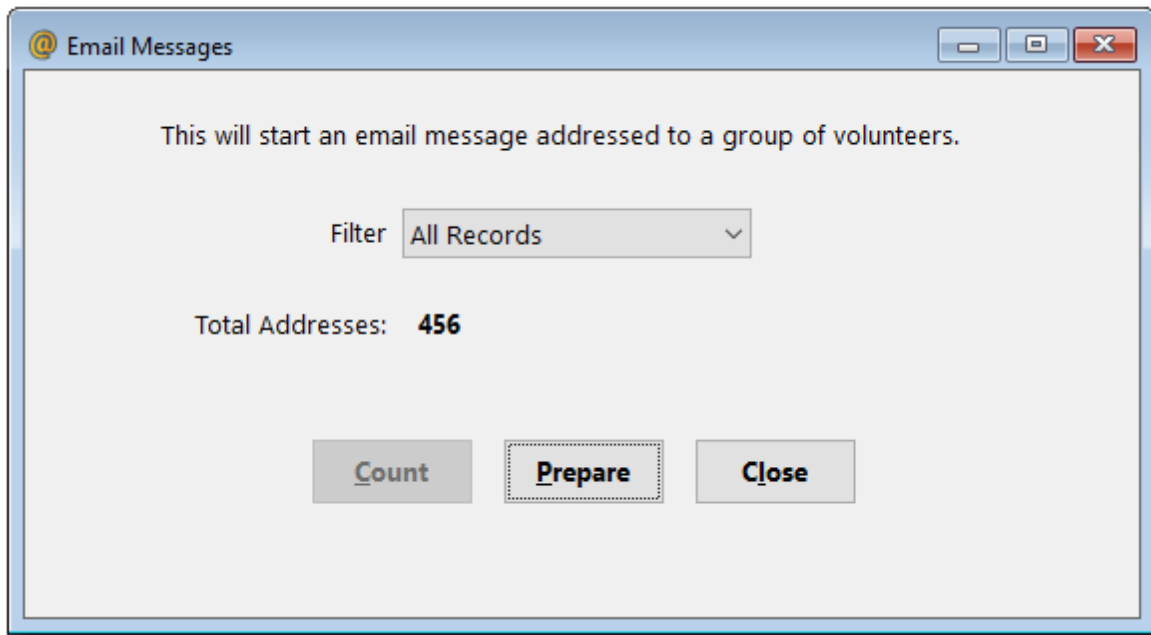 Email Messages
This will start an email message addressed to a group of volunteers.
Filter All Records
Total Addresses: 456
Count Prepare Close